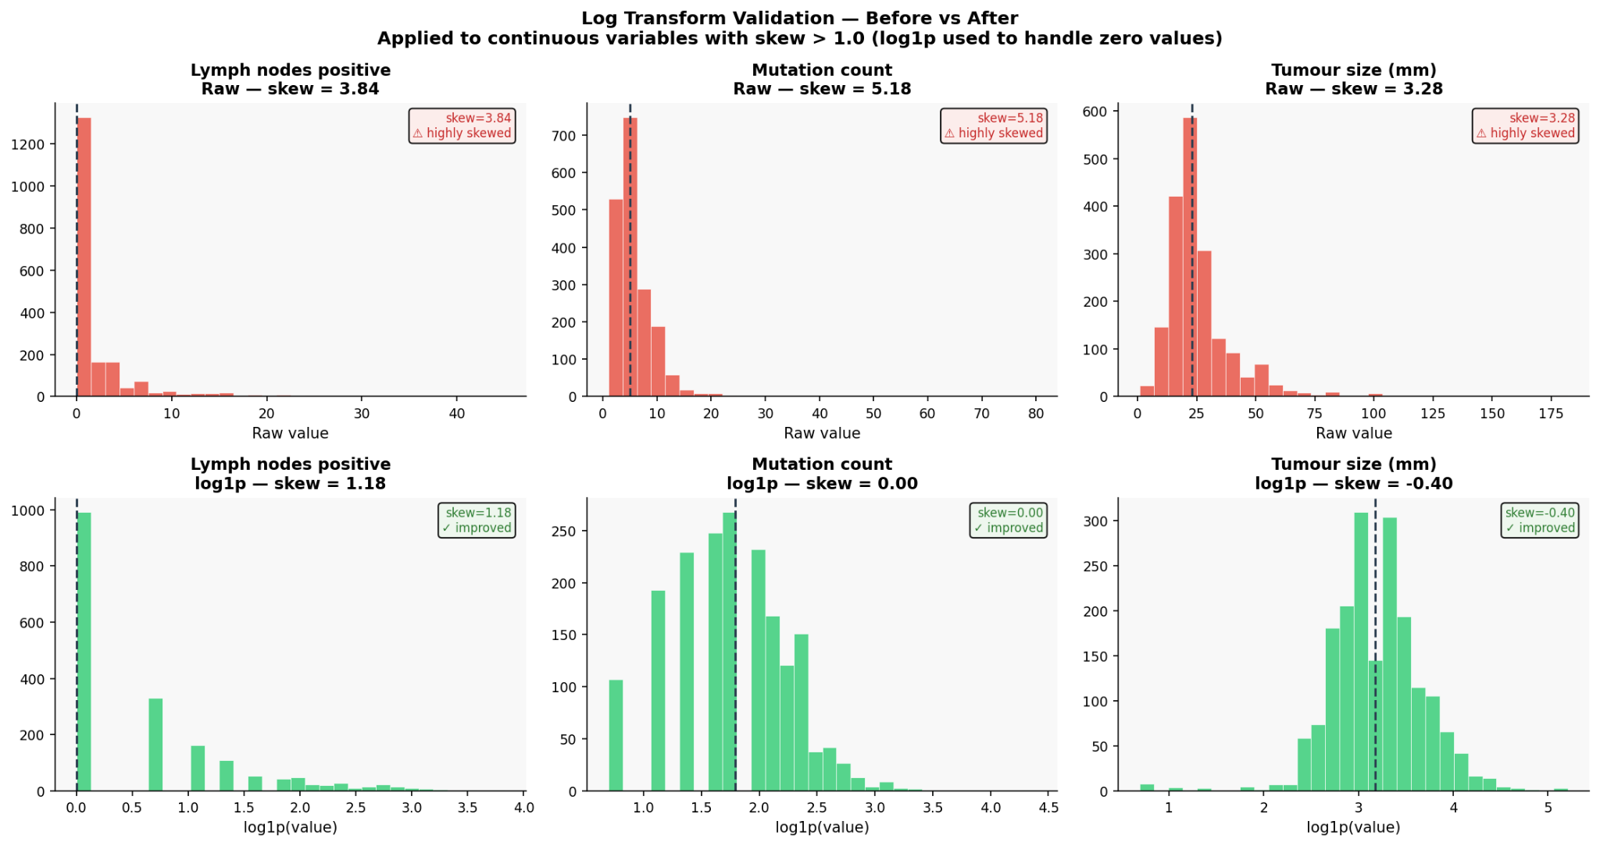 Log Transform Validation — Before vs After
Applied to continuous variables with skew > 1.0 (log1p used to handle zero values)
Lymph nodes positive
Raw — skew = 3.84
skew=3.84
⚠ highly skewed
1200
1000
800
600
400
200
0
0 10 20 30 40
Raw value
Mutation count
Raw — skew = 5.18
skew=5.18
⚠ highly skewed
700
600
500
400
300
200
100
0
0 10 20 30 40 50 60 70 80
Raw value
Tumour size (mm)
Raw — skew = 3.28
skew=3.28
⚠ highly skewed
600
500
400
300
200
100
0
0 25 50 75 100 125 150 175
Raw value
Lymph nodes positive
log1p — skew = 1.18
skew=1.18
✓ improved
1000
800
600
400
200
0
0.0 0.5 1.0 1.5 2.0 2.5 3.0 3.5 4.0
log1p(value)
Mutation count
log1p — skew = 0.00
skew=0.00
✓ improved
250
200
150
100
50
0
1.0 1.5 2.0 2.5 3.0 3.5 4.0 4.5
log1p(value)
Tumour size (mm)
log1p — skew = -0.40
skew=-0.40
✓ improved
300
250
200
150
100
50
0
1 2 3 4 5
log1p(value)